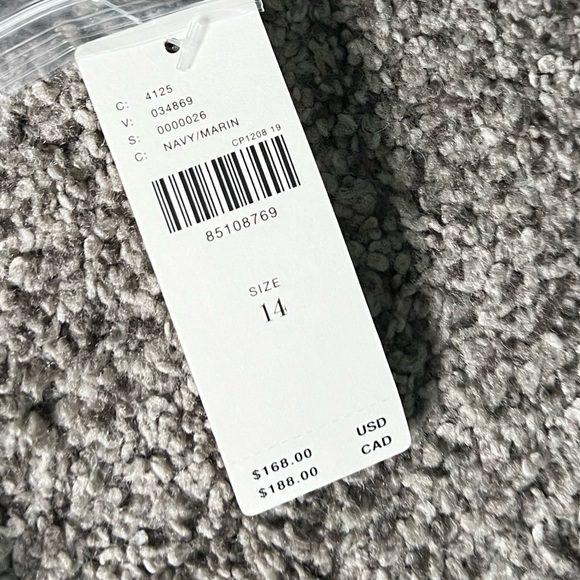 C: 4125
V: 034869
S: 0000026
C: NAVY/MARIN
CP1208 19
85108769
SIZE
14
$168.00 USD
$188.00 CAD